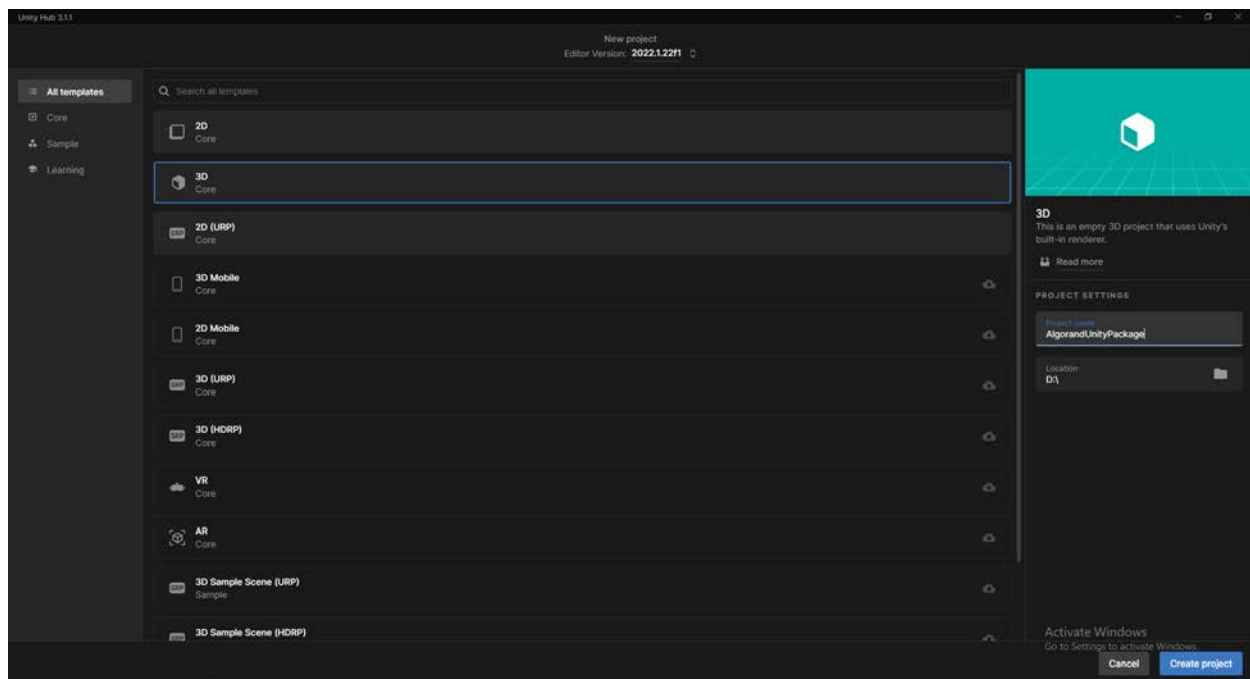 Unity Hub 3.1.1
New project
Editor Version: 2022.1.22f1
All templates
Core
Sample
Learning
Search all templates
2D
Core
3D
Core
2D (URP)
Core
3D Mobile
Core
2D Mobile
Core
3D (URP)
Core
3D (HDRP)
Core
VR
Core
AR
Core
3D Sample Scene (URP)
Sample
3D Sample Scene (HDRP)
3D
This is an empty 3D project that uses Unity's
built-in renderer.
Read more
PROJECT SETTINGS
Project name
AlgorandUnityPackage
Location
D:\
Activate Windows
Go to Settings to activate Windows.
Cancel
Create project